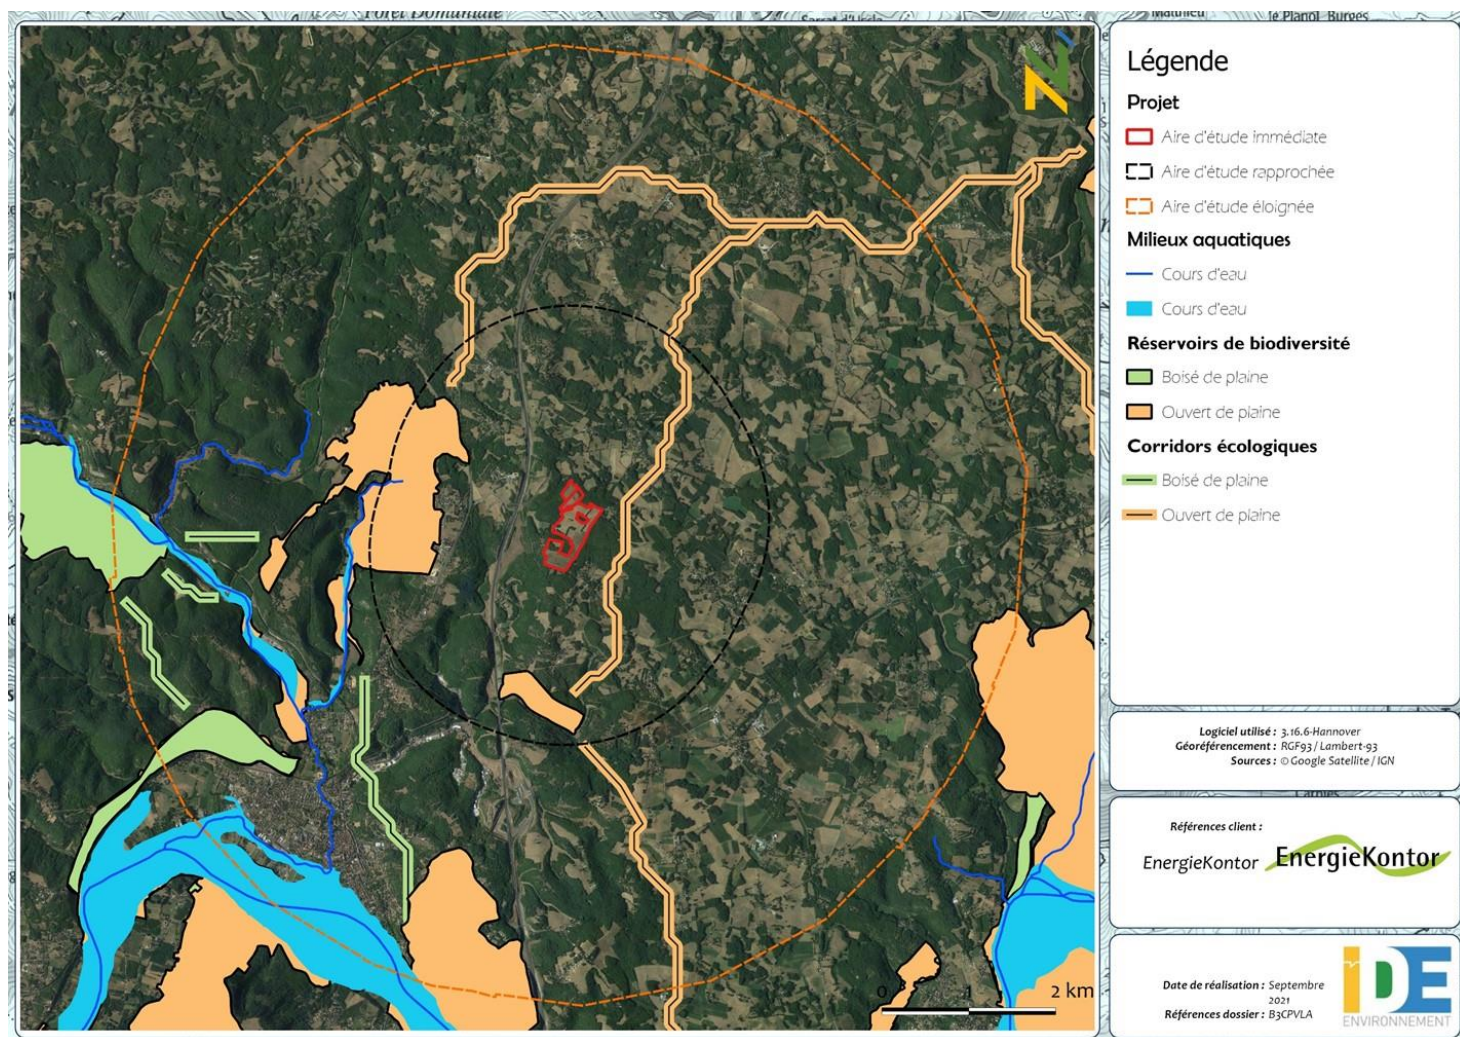 Forêt Domaniale
Sarrat d'Ursla
Matthieu
le Planol Burges
Légende
Projet
Aire d'étude immédiate
Aire d'étude rapprochée
Aire d'étude éloignée
Milieux aquatiques
Cours d'eau
Cours d'eau
Réservoirs de biodiversité
Boisé de plaine
Ouvert de plaine
Corridors écologiques
Boisé de plaine
Ouvert de plaine
Logiciel utilisé : 3.16.6-Hannover
Géoréférencement : RGF93 / Lambert-93
Sources : © Google Satellite / IGN
Références client :
EnergieKontor EnergieKontor
Date de réalisation : Septembre
2021
Références dossier : B3CPVLA
iDE
ENVIRONNEMENT
0 1 2 km